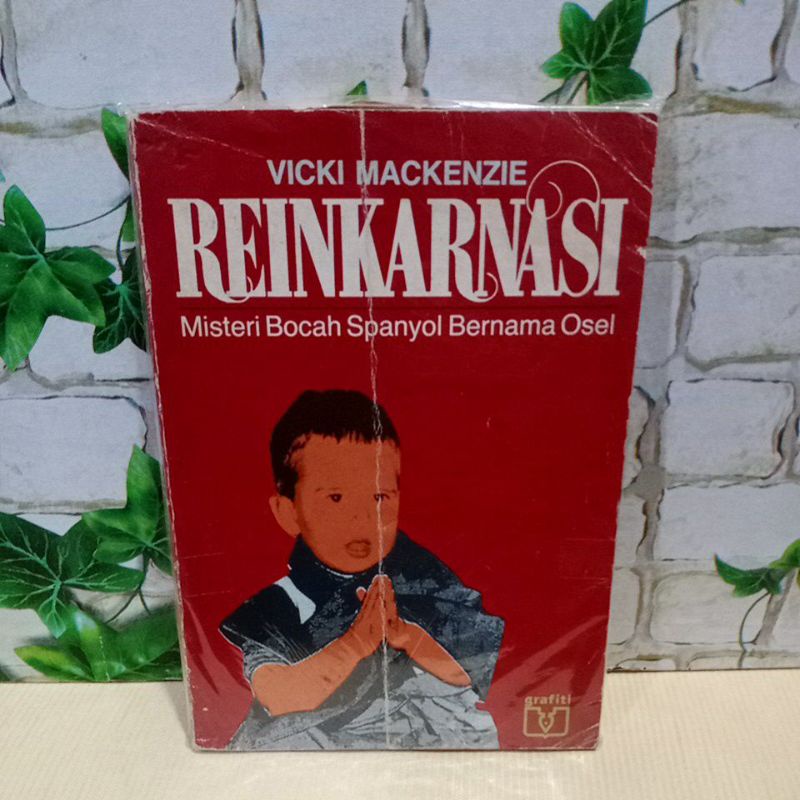 VICKI MACKENZIE
REINKARNASI
Misteri Bocah Spanyol Bernama Osel
grafiti